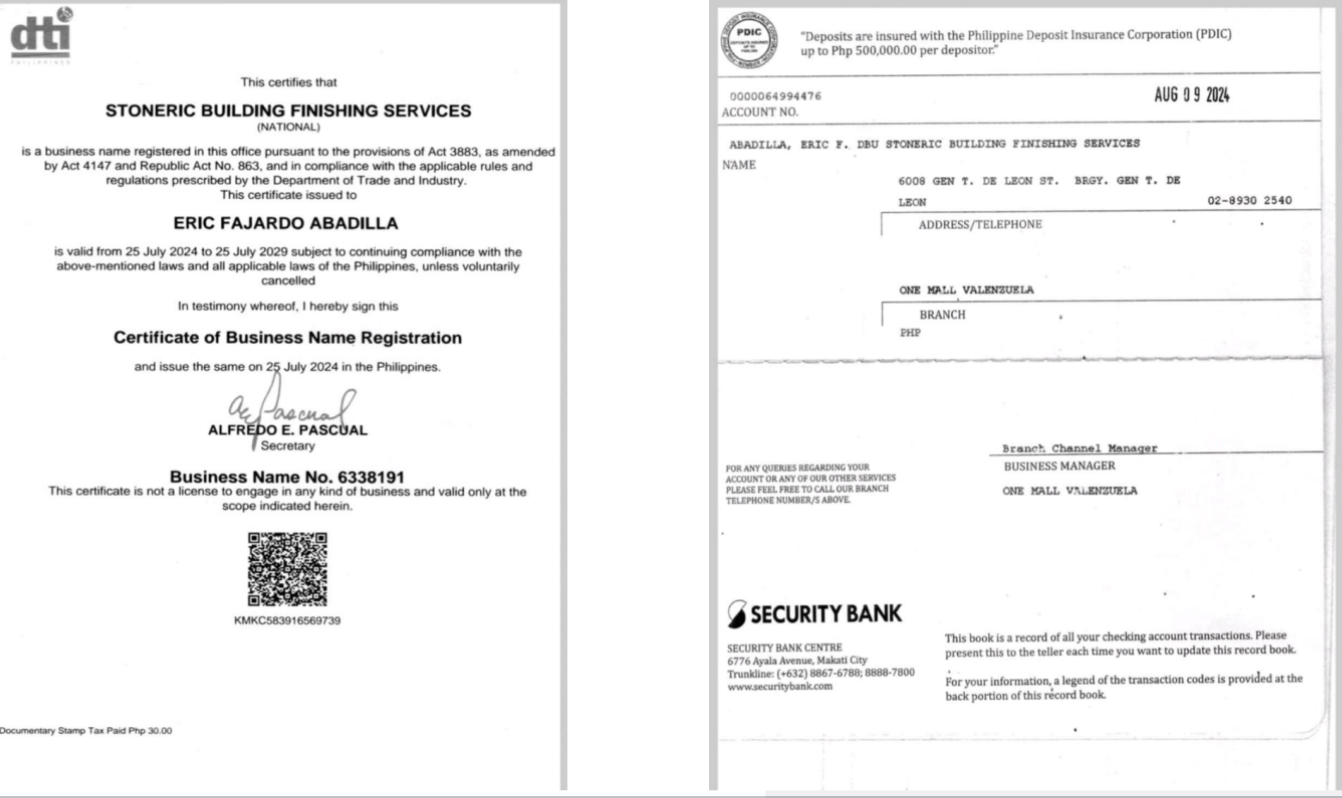 dti
PHILIPPINES
This certifies that
STONERIC BUILDING FINISHING SERVICES
(NATIONAL)
is a business name registered in this office pursuant to the provisions of Act 3883, as amended
by Act 4147 and Republic Act No. 863, and in compliance with the applicable rules and
regulations prescribed by the Department of Trade and Industry.
This certificate issued to
ERIC FAJARDO ABADILLA
is valid from 25 July 2024 to 25 July 2029 subject to continuing compliance with the
above-mentioned laws and all applicable laws of the Philippines, unless voluntarily
cancelled
In testimony whereof, I hereby sign this
Certificate of Business Name Registration
and issue the same on 25 July 2024 in the Philippines.
ALFREDO E. PASCUAL
Secretary
Business Name No. 6338191
This certificate is not a license to engage in any kind of business and valid only at the
scope indicated herein.
KMKC583916569739
Documentary Stamp Tax Paid Php 30.00
PDIC
"Deposits are insured with the Philippine Deposit Insurance Corporation (PDIC)
up to Php 500,000.00 per depositor."
0000064994476
AUG 09 2024
ACCOUNT NO.
ABADILLA, ERIC F. DBU STONERIC BUILDING FINISHING SERVICES
NAME
6008 GEN T. DE LEON ST. BRGY. GEN T. DE
LEON 02-8930 2540
ADDRESS/TELEPHONE
ONE MALL VALENZUELA
BRANCH
PHP
Branch Channel Manager
BUSINESS MANAGER
ONE MALL VALENZUELA
FOR ANY QUERIES REGARDING YOUR
ACCOUNT OR ANY OF OUR OTHER SERVICES
PLEASE FEEL FREE TO CALL OUR BRANCH
TELEPHONE NUMBER/S ABOVE.
SECURITY BANK
SECURITY BANK CENTRE
6776 Ayala Avenue, Makati City
Trunkline: (+632) 8867-6788; 8888-7800
www.securitybank.com
This book is a record of all your checking account transactions. Please
present this to the teller each time you want to update this record book.
For your information, a legend of the transaction codes is provided at the
back portion of this record book.